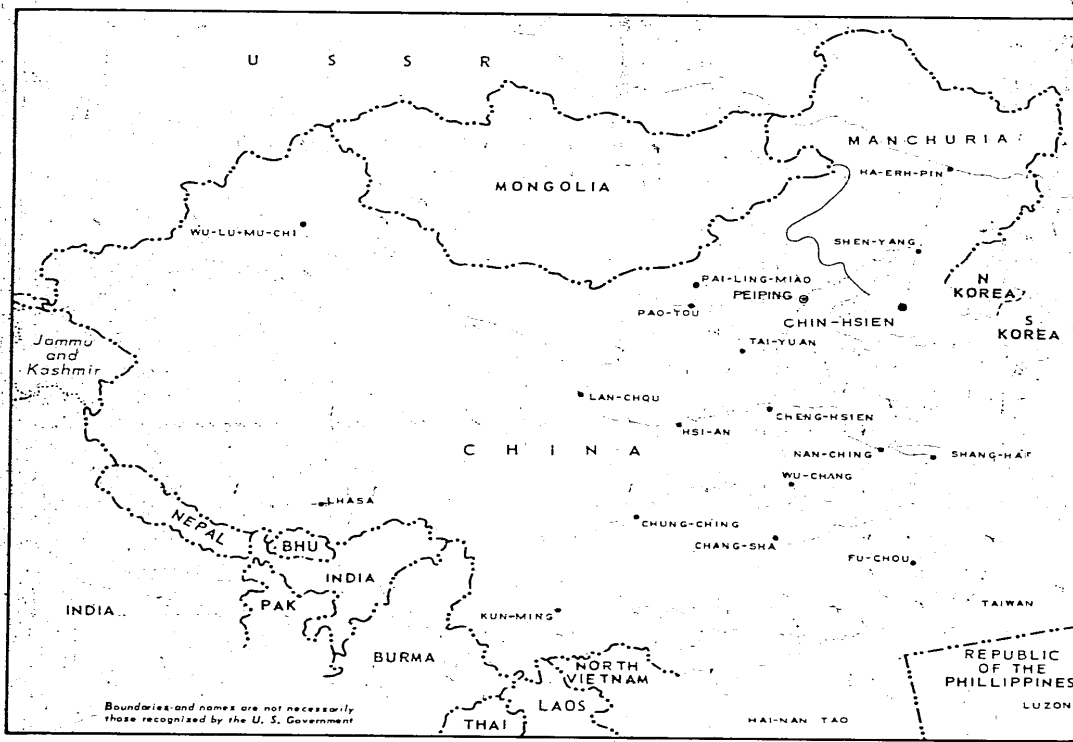 U S S R
MANCHURIA
HA-ERH-PIN
MONGOLIA
WU-LU-MU-CHI
SHEN-YANG
PAI-LING-MIAO
PEIPING
N
KOREA
PAO-TOU
CHIN-HSIEN
S
KOREA
TAI-YUAN
Jammu
and
Kashmir
LAN-CHOU
CHENG-HSIEN
HSI-AN
CHINA
NAN-CHING
SHANG-HAI
WU-CHANG
LHASA
NEPAL
BHU
CHUNG-CHING
CHANG-SHA
FU-CHOU
INDIA
PAK
INDIA
KUN-MING
TAIWAN
BURMA
NORTH
VIETNAM
REPUBLIC
OF THE
PHILLIPPINES
LUZON
LAOS
THAI
HAI-NAN TAO
Boundaries and names are not necessarily
those recognized by the U. S. Government